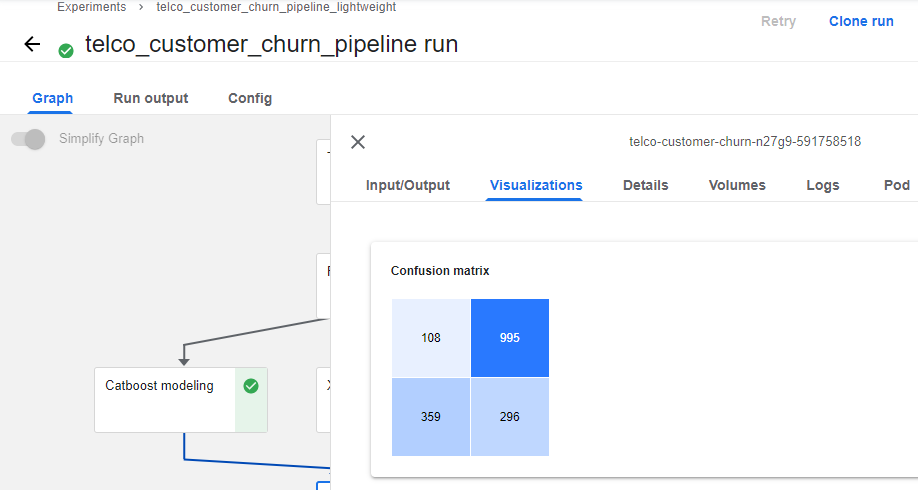 Experiments > telco_customer_churn_pipeline_lightweight
telco_customer_churn_pipeline run
Retry
Clone run
Graph Run output Config
Simplify Graph
Catboost modeling
telco-customer-churn-n27g9-591758518
Input/Output Visualizations Details Volumes Logs Pod
Confusion matrix
108 995
359 296